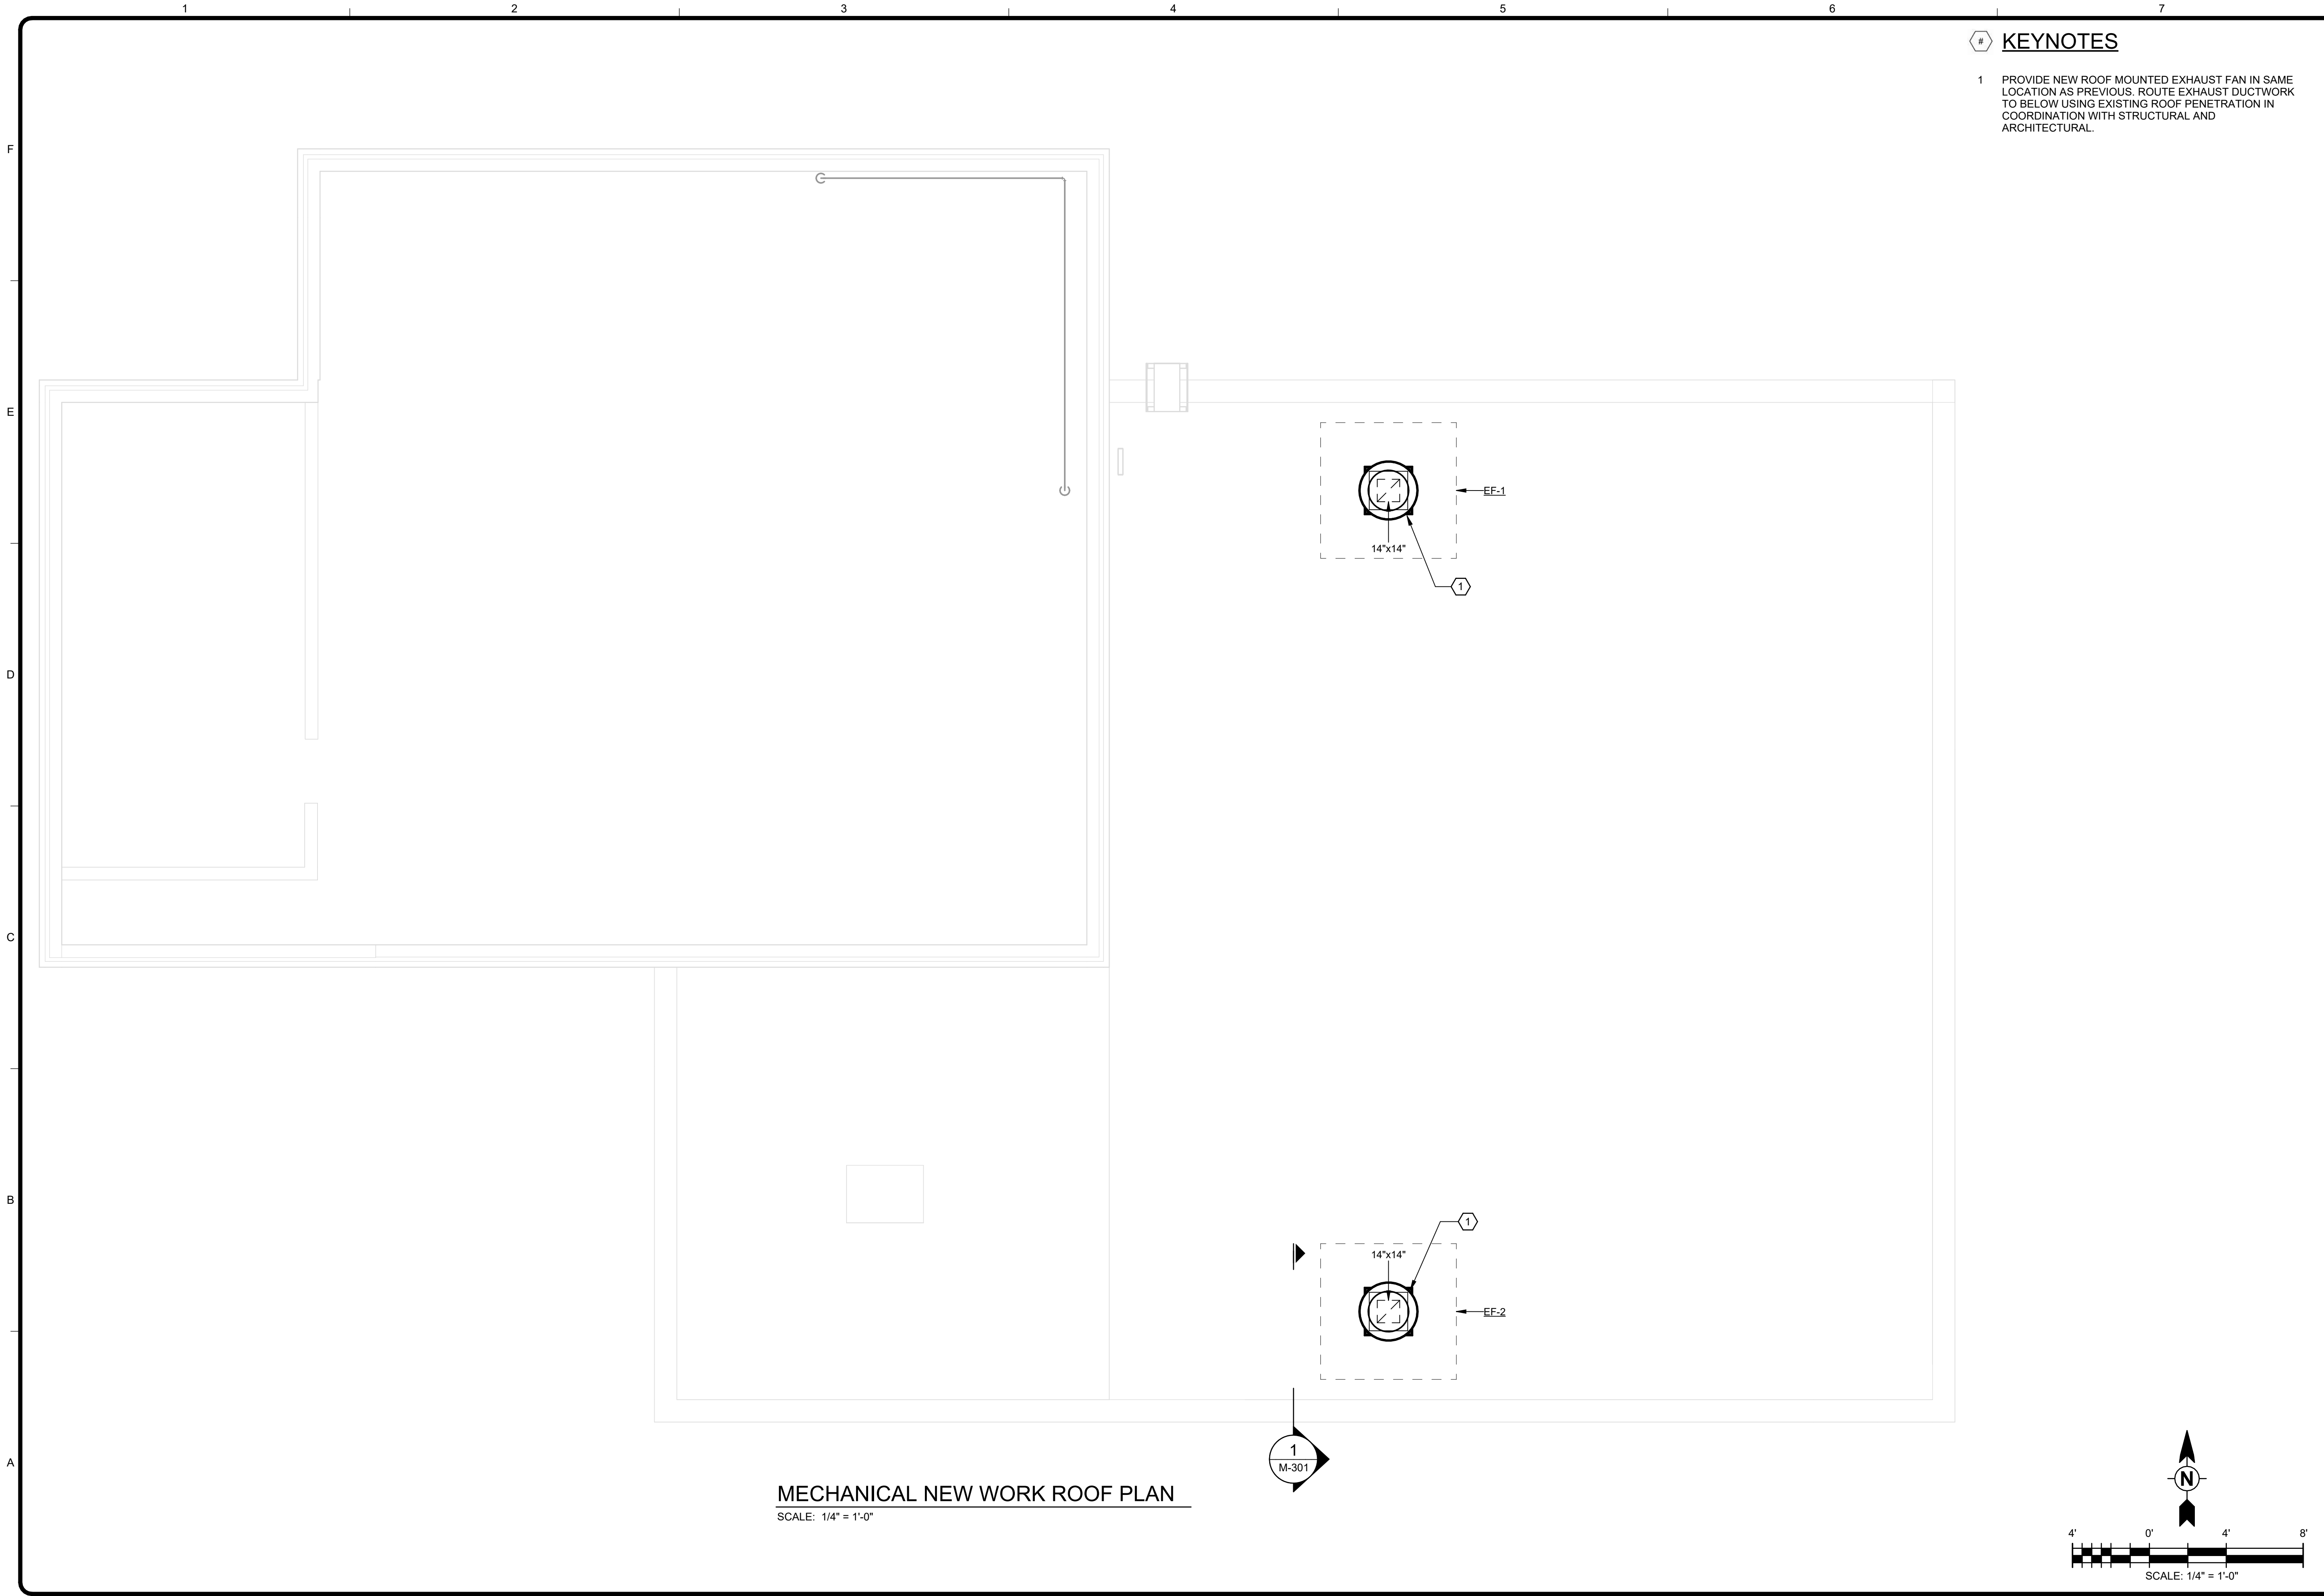 1 2 3 4 5 6 7
# KEYNOTES
1 PROVIDE NEW ROOF MOUNTED EXHAUST FAN IN SAME
LOCATION AS PREVIOUS. ROUTE EXHAUST DUCTWORK
TO BELOW USING EXISTING ROOF PENETRATION IN
COORDINATION WITH STRUCTURAL AND
ARCHITECTURAL.
F
E
EF-1
14"x14"
1
D
C
B
1
14"x14"
EF-2
A
1
M-301
MECHANICAL NEW WORK ROOF PLAN
SCALE: 1/4" = 1'-0"
N
4' 0' 4' 8'
SCALE: 1/4" = 1'-0"